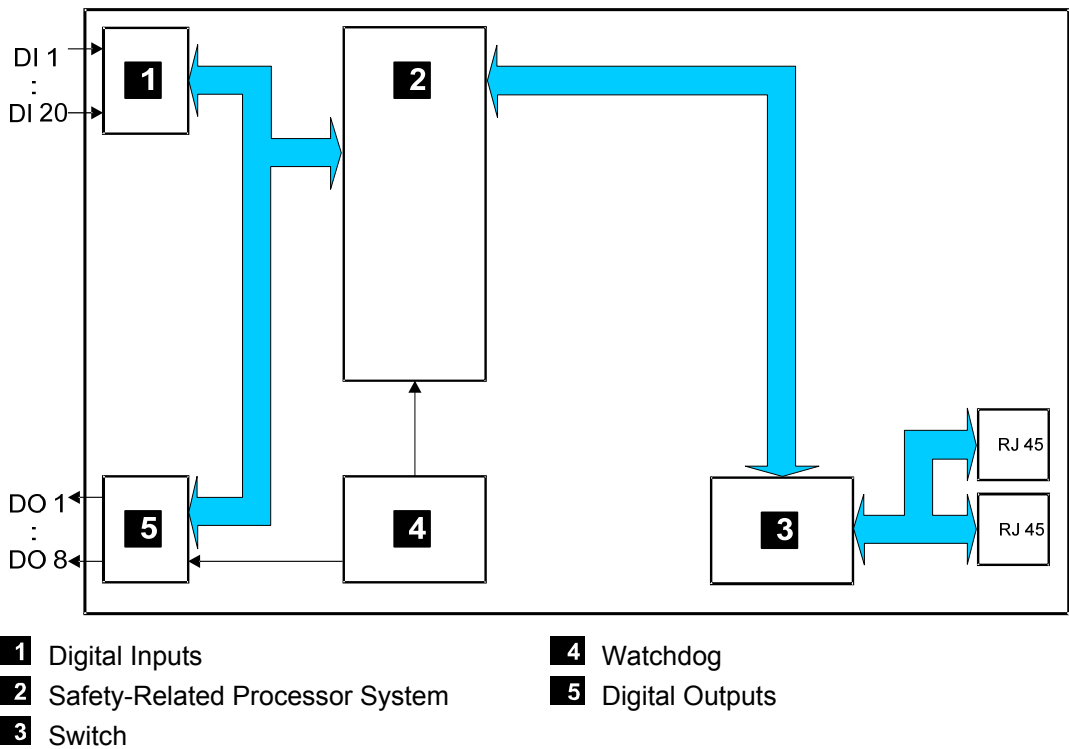 DI 1
:
DI 20
1
2
RJ 45
DO 1
:
DO 8
5
4
3
RJ 45
1 Digital Inputs
2 Safety-Related Processor System
3 Switch
4 Watchdog
5 Digital Outputs